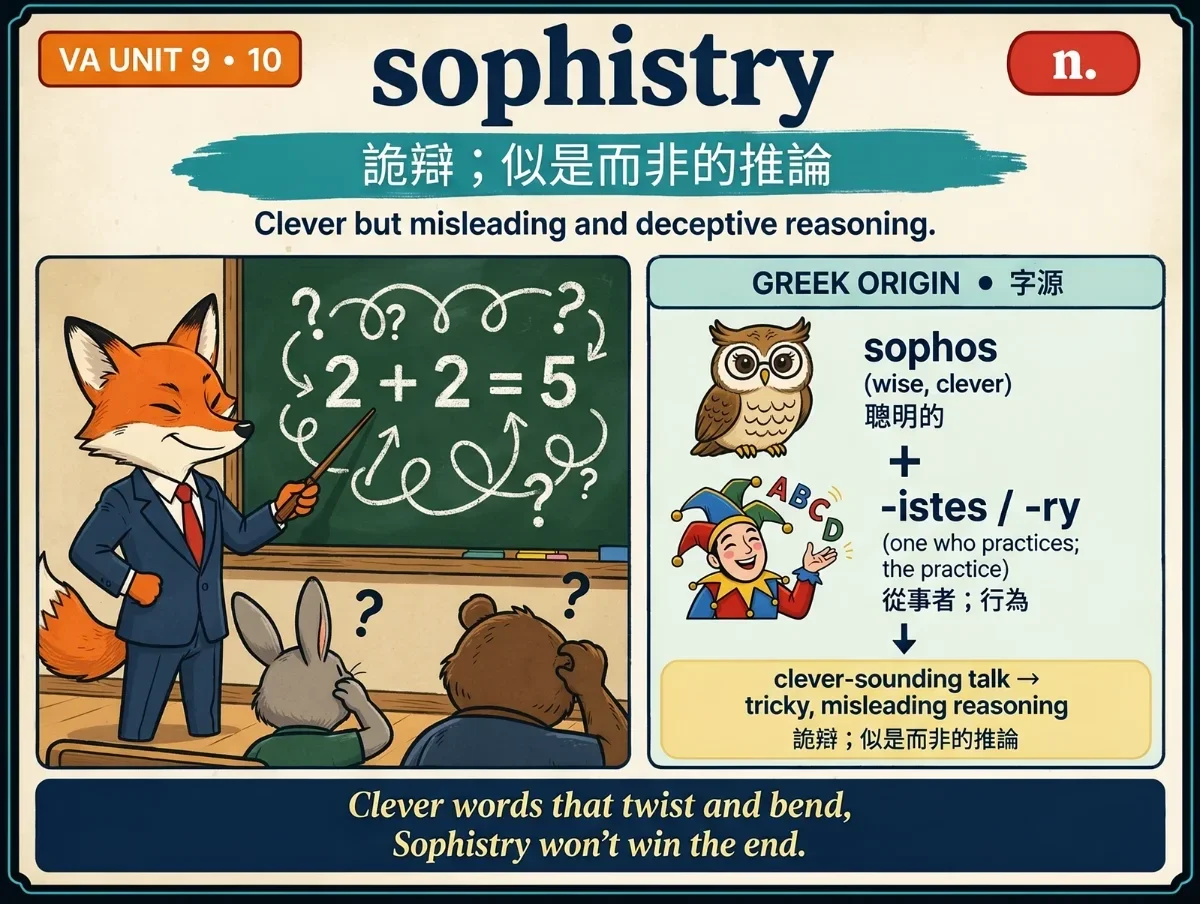 VA UNIT 9 • 10
sophistry
n.
詭辯；似是而非的推論
Clever but misleading and deceptive reasoning.
? ? ?
2 + 2 = 5
? ?
?
?
GREEK ORIGIN • 字源
sophos
(wise, clever)
聰明的
+
ABCD
-istes / -ry
(one who practices;
the practice)
從事者；行為
↓
clever-sounding talk →
tricky, misleading reasoning
詭辯；似是而非的推論
Clever words that twist and bend,
Sophistry won’t win the end.